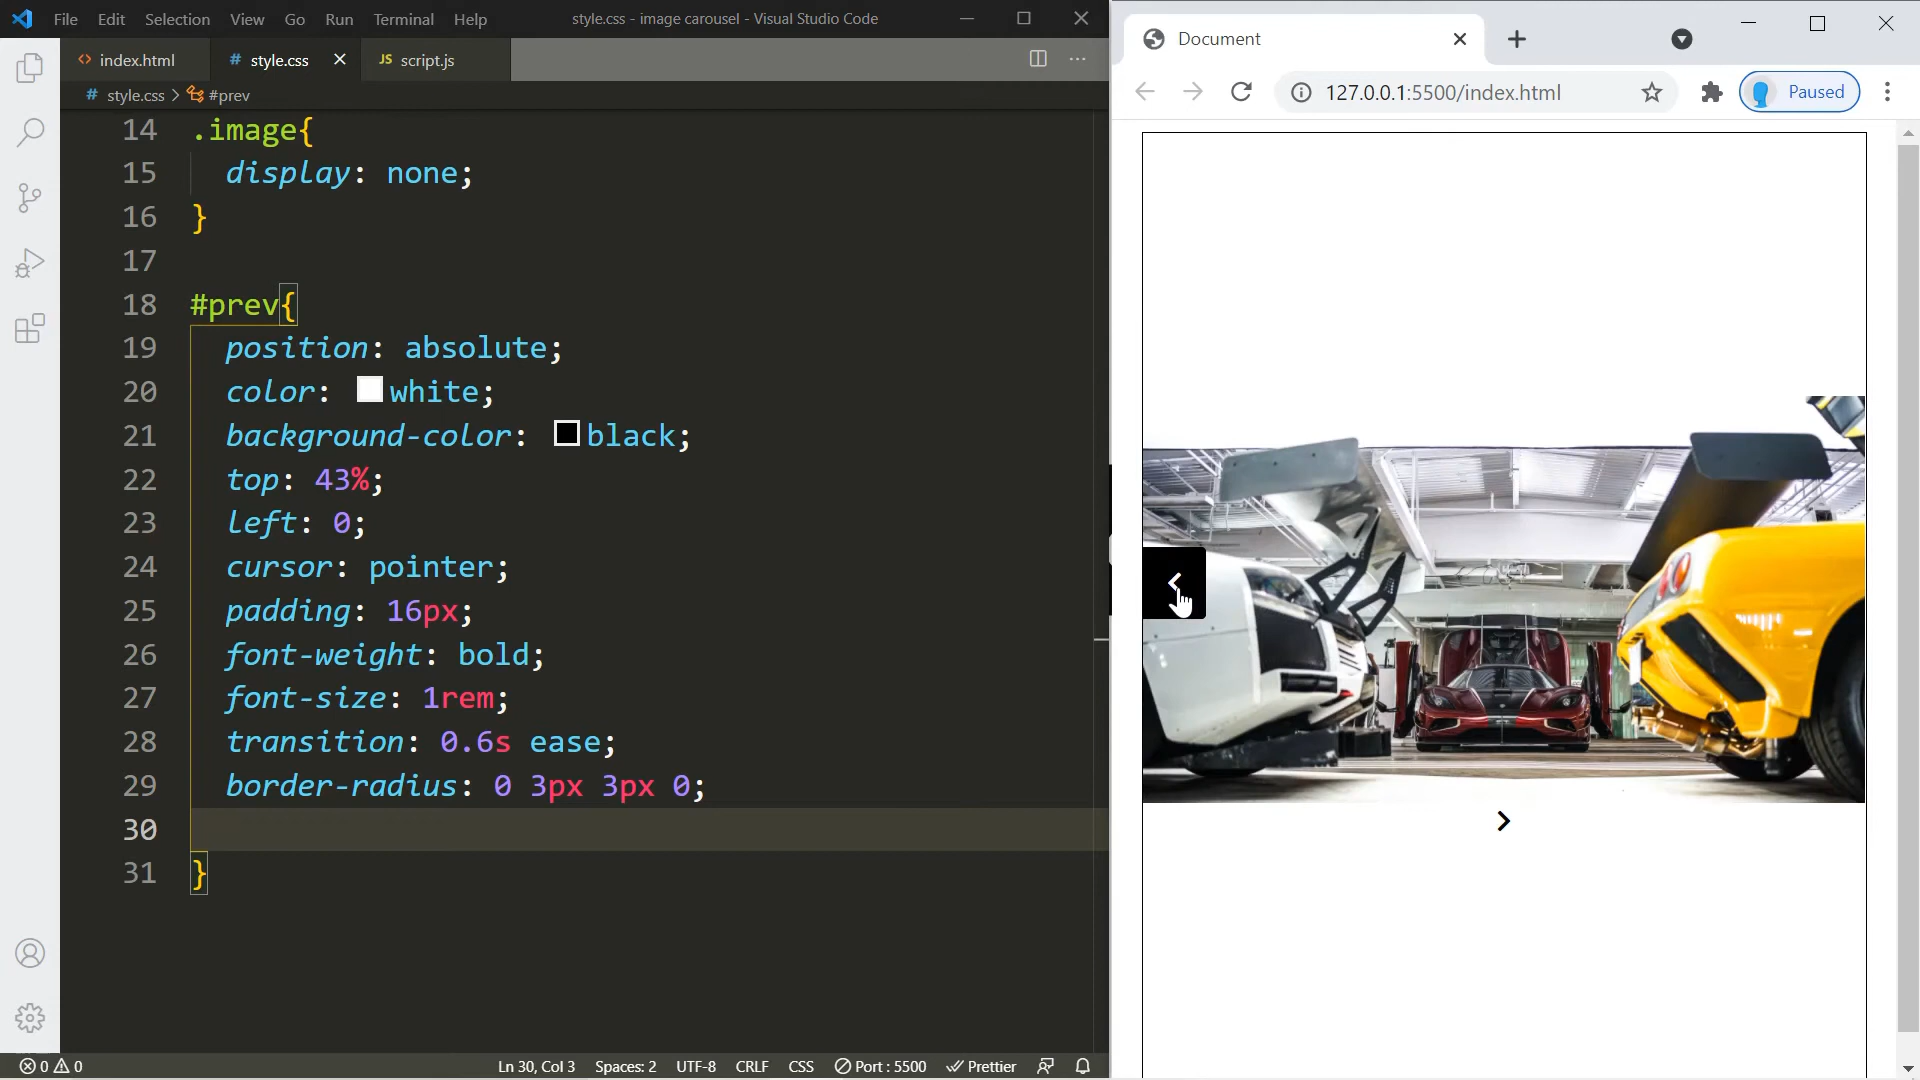 File Edit Selection View Go Run Terminal Help style.css - image carousel - Visual Studio Code
index.html # style.css JS script.js
# style.css > #prev
14 .image{
15 display: none;
16 }
17
18 #prev{
19 position: absolute;
20 color: white;
21 background-color: black;
22 top: 43%;
23 left: 0;
24 cursor: pointer;
25 padding: 16px;
26 font-weight: bold;
27 font-size: 1rem;
28 transition: 0.6s ease;
29 border-radius: 0 3px 3px 0;
30
31 }
0 0 Ln 30, Col 3 Spaces: 2 UTF-8 CRLF CSS Port : 5500 Prettier
Document
127.0.0.1:5500/index.html Paused